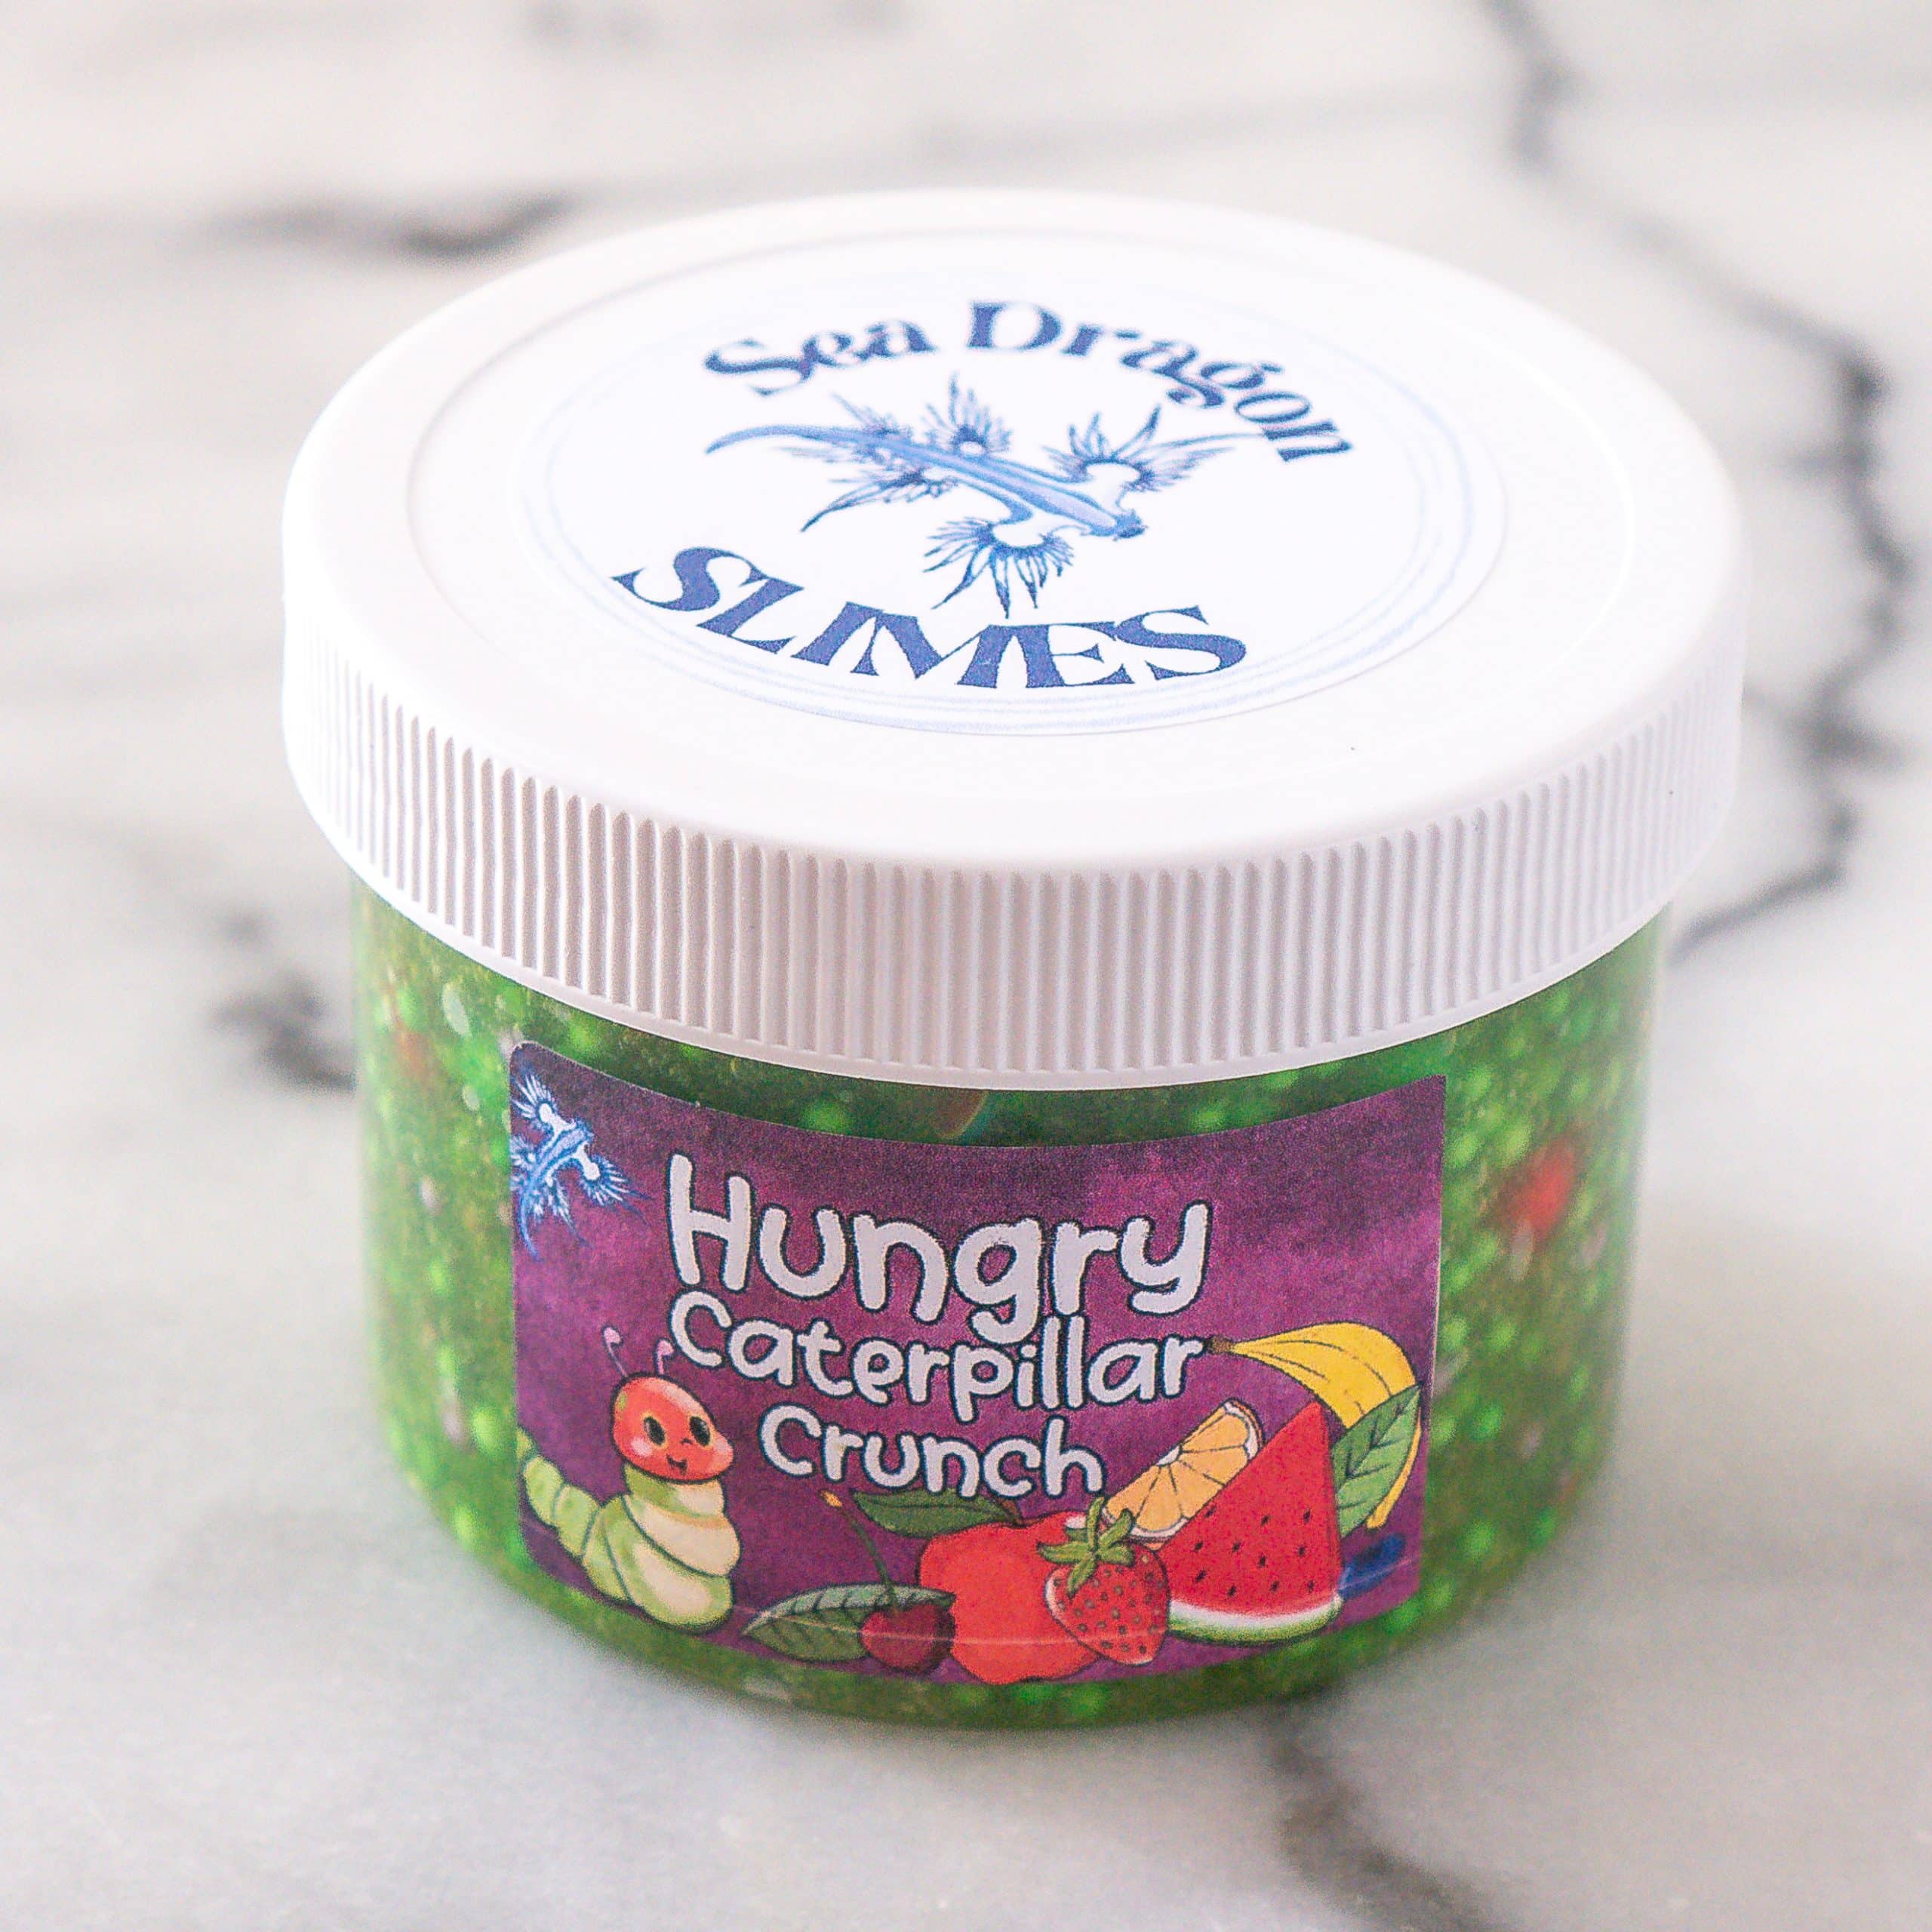 Sea Dragon
SLIMES
Hungry
Caterpillar
Crunch